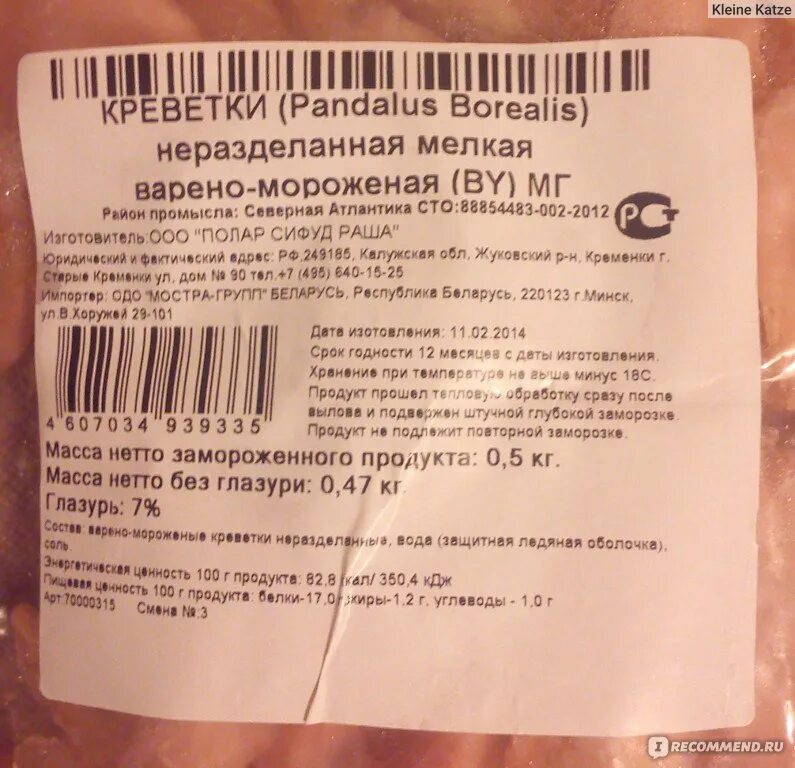 Kleine Katze
КРЕВЕТКИ (Pandalus Borealis)
неразделанная мелкая
варено-мороженая (BY) МГ
Район промысла: Северная Атлантика СТО:88854483-002-2012
РСТ
Изготовитель:ООО "ПОЛАР СИФУД РАША"
Юридический и фактический адрес: РФ,249185, Калужская обл, Жуковский р-н, Кременки г.
Старые Кременки ул, дом № 90 тел.+7 (495) 640-15-25
Импортер: ОДО "МОСТРА-ГРУПП" БЕЛАРУСЬ, Республика Беларусь, 220123 г.Минск,
ул.В.Хоружей 29-101
Дата изотовления: 11.02.2014
Срок годности 12 месяцев с даты изготовления.
Хранение при температуре не выше минус 18С.
Продукт прошел тепловую обработку сразу после
вылова и подвержен штучной глубокой заморозке.
Продукт не подлежит повторной заморозке.
4 607034 939335
Масса нетто замороженного продукта: 0,5 кг.
Масса нетто без глазури: 0,47 кг.
Глазурь: 7%
Состав: варено-мороженые креветки неразделанные, вода (защитная ледяная оболочка),
соль
Энергетическая ценность 100 г продукта: 82,8 ккал/ 350,4 кДж
Пищевая ценность 100 г продукта: белки-17,0 жиры-1,2 г, углеводы - 1,0 г
Арт:70000315 Смена №:3
IRECOMMEND.RU